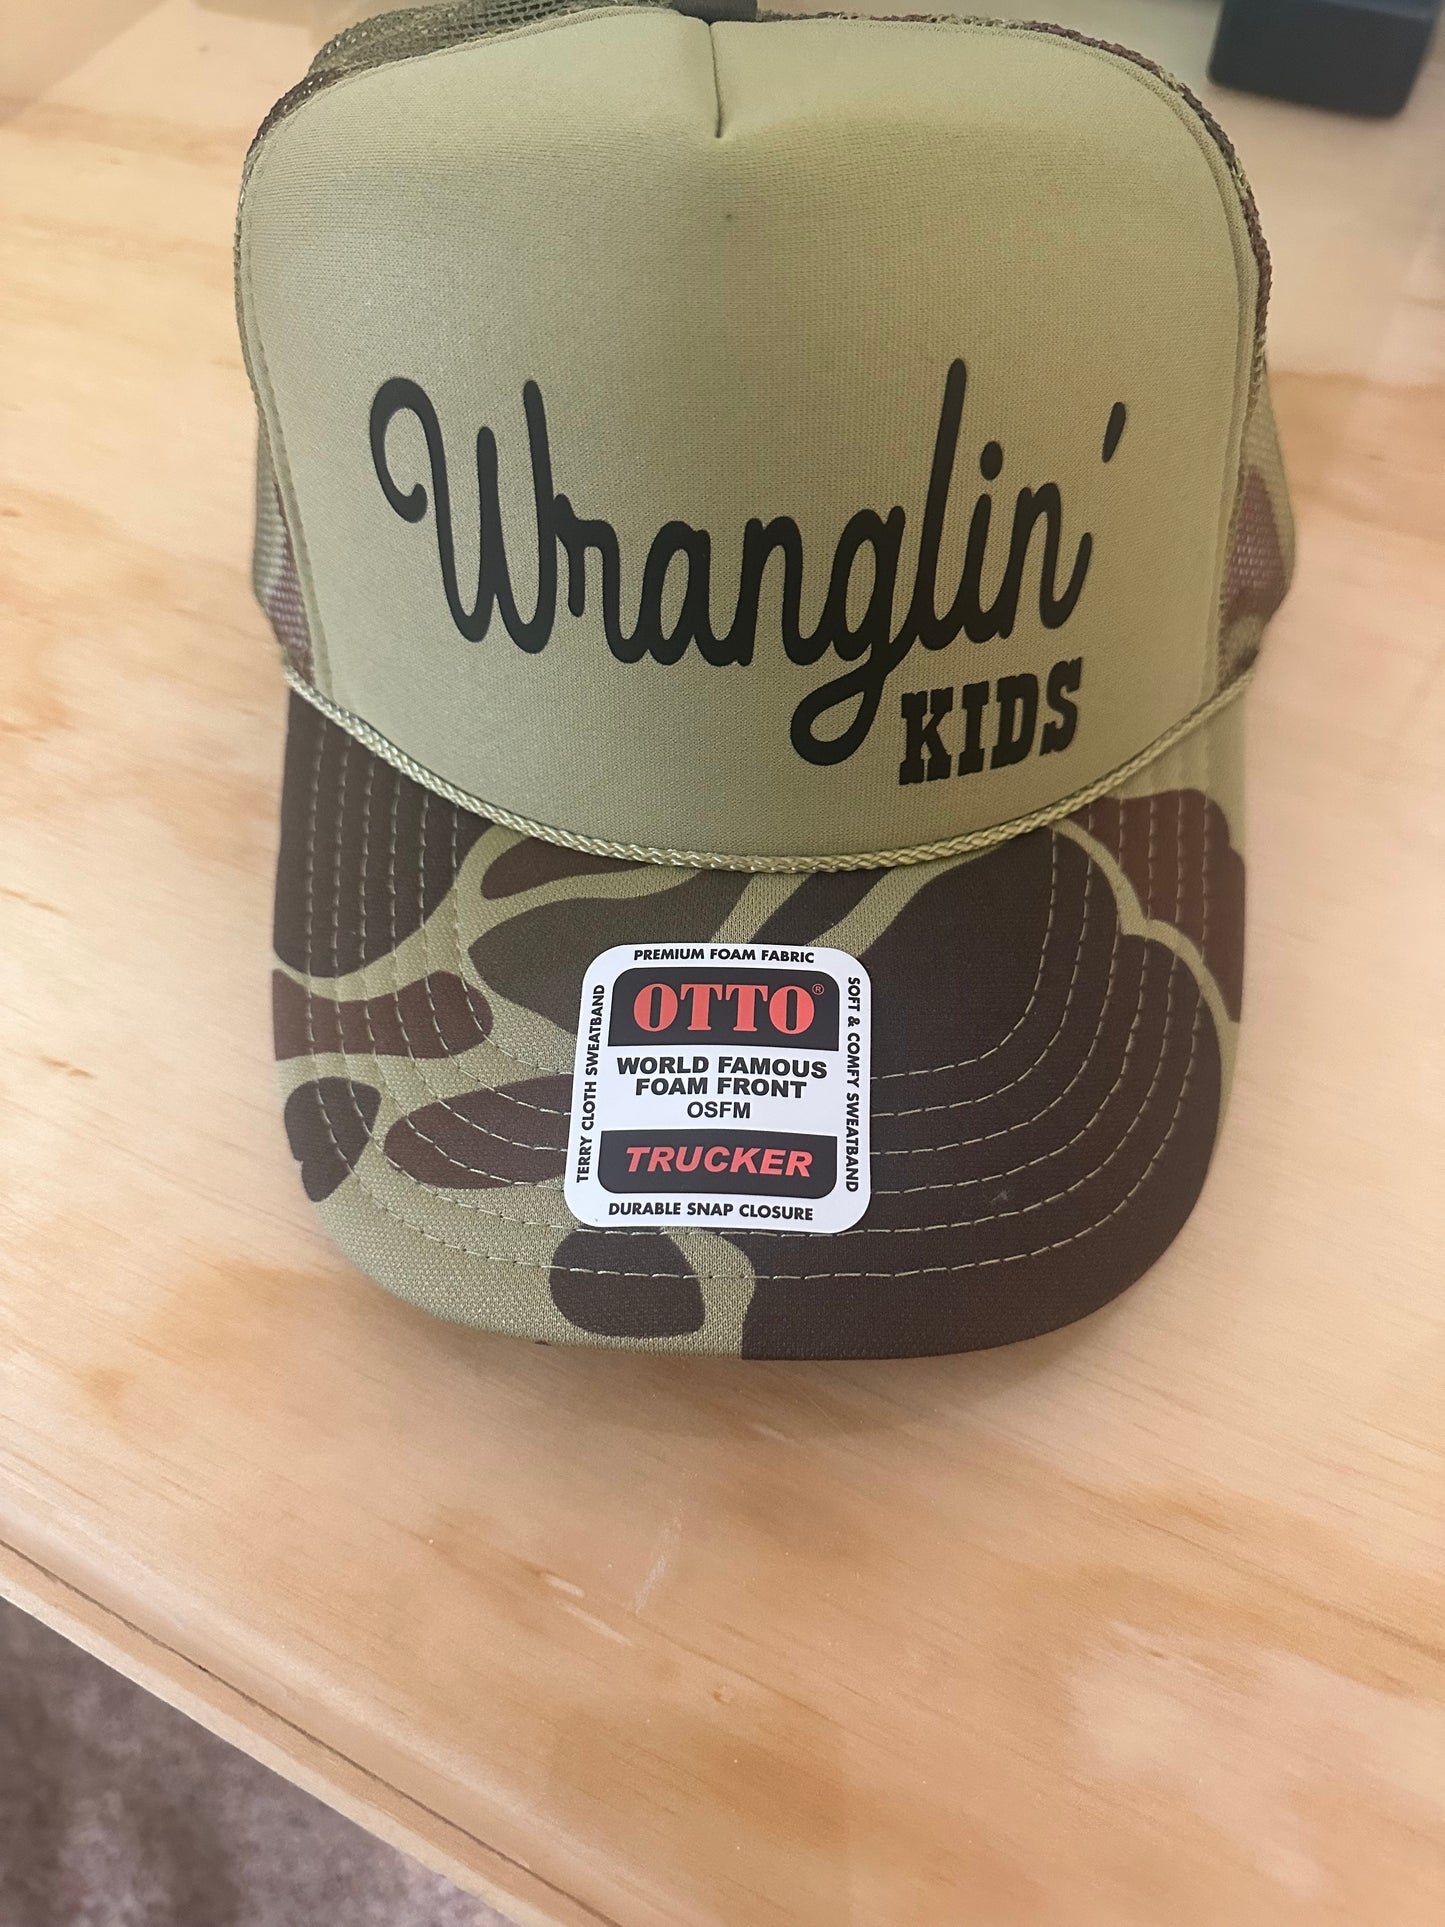 Wranglin'
KIDS
PREMIUM FOAM FABRIC
OTTO®
WORLD FAMOUS
FOAM FRONT
OSFM
TRUCKER
DURABLE SNAP CLOSURE
TERRY CLOTH SWEATBAND
SOFT & COMFY SWEATBAND